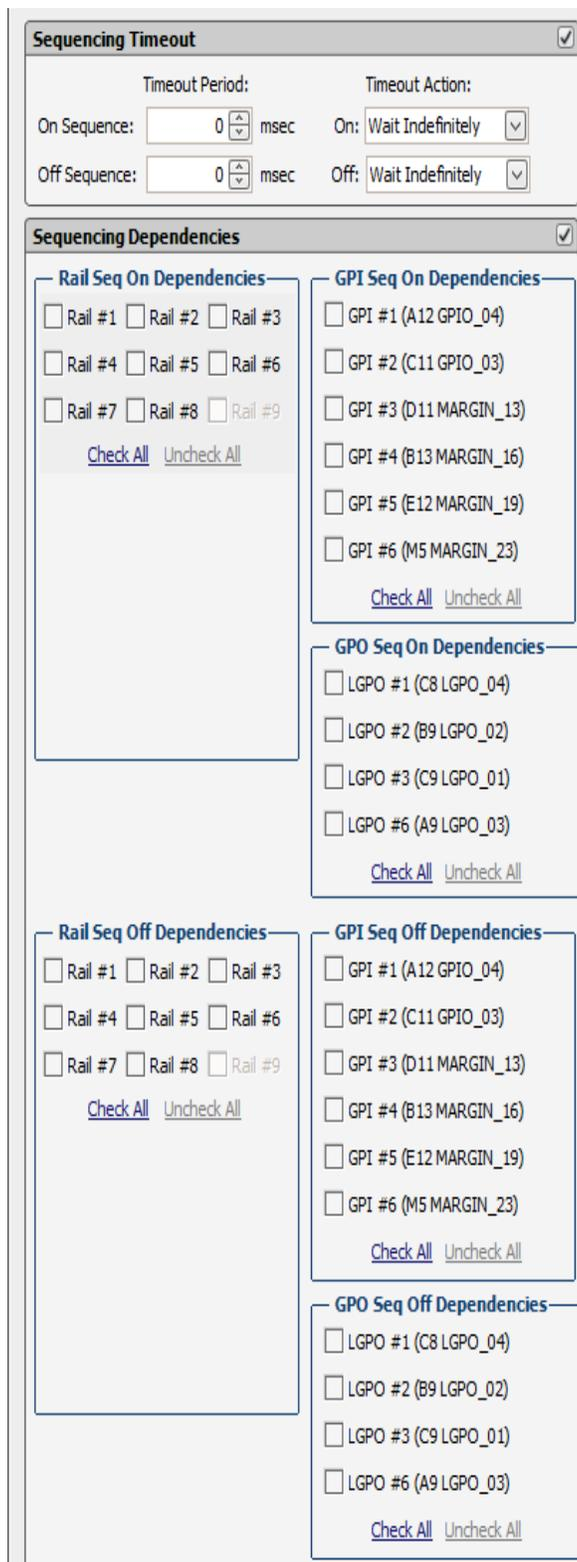 Sequencing Timeout
Timeout Period:
Timeout Action:
On Sequence: 0 msec On: Wait Indefinitely
Off Sequence: 0 msec Off: Wait Indefinitely
Sequencing Dependencies
Rail Seq On Dependencies
Rail #1 Rail #2 Rail #3
Rail #4 Rail #5 Rail #6
Rail #7 Rail #8 Rail #9
Check All Uncheck All
GPI Seq On Dependencies
GPI #1 (A12 GPIO_04)
GPI #2 (C11 GPIO_03)
GPI #3 (D11 MARGIN_13)
GPI #4 (B13 MARGIN_16)
GPI #5 (E12 MARGIN_19)
GPI #6 (M5 MARGIN_23)
Check All Uncheck All
GPO Seq On Dependencies
LGPO #1 (C8 LGPO_04)
LGPO #2 (B9 LGPO_02)
LGPO #3 (C9 LGPO_01)
LGPO #6 (A9 LGPO_03)
Check All Uncheck All
Rail Seq Off Dependencies
Rail #1 Rail #2 Rail #3
Rail #4 Rail #5 Rail #6
Rail #7 Rail #8 Rail #9
Check All Uncheck All
GPI Seq Off Dependencies
GPI #1 (A12 GPIO_04)
GPI #2 (C11 GPIO_03)
GPI #3 (D11 MARGIN_13)
GPI #4 (B13 MARGIN_16)
GPI #5 (E12 MARGIN_19)
GPI #6 (M5 MARGIN_23)
Check All Uncheck All
GPO Seq Off Dependencies
LGPO #1 (C8 LGPO_04)
LGPO #2 (B9 LGPO_02)
LGPO #3 (C9 LGPO_01)
LGPO #6 (A9 LGPO_03)
Check All Uncheck All